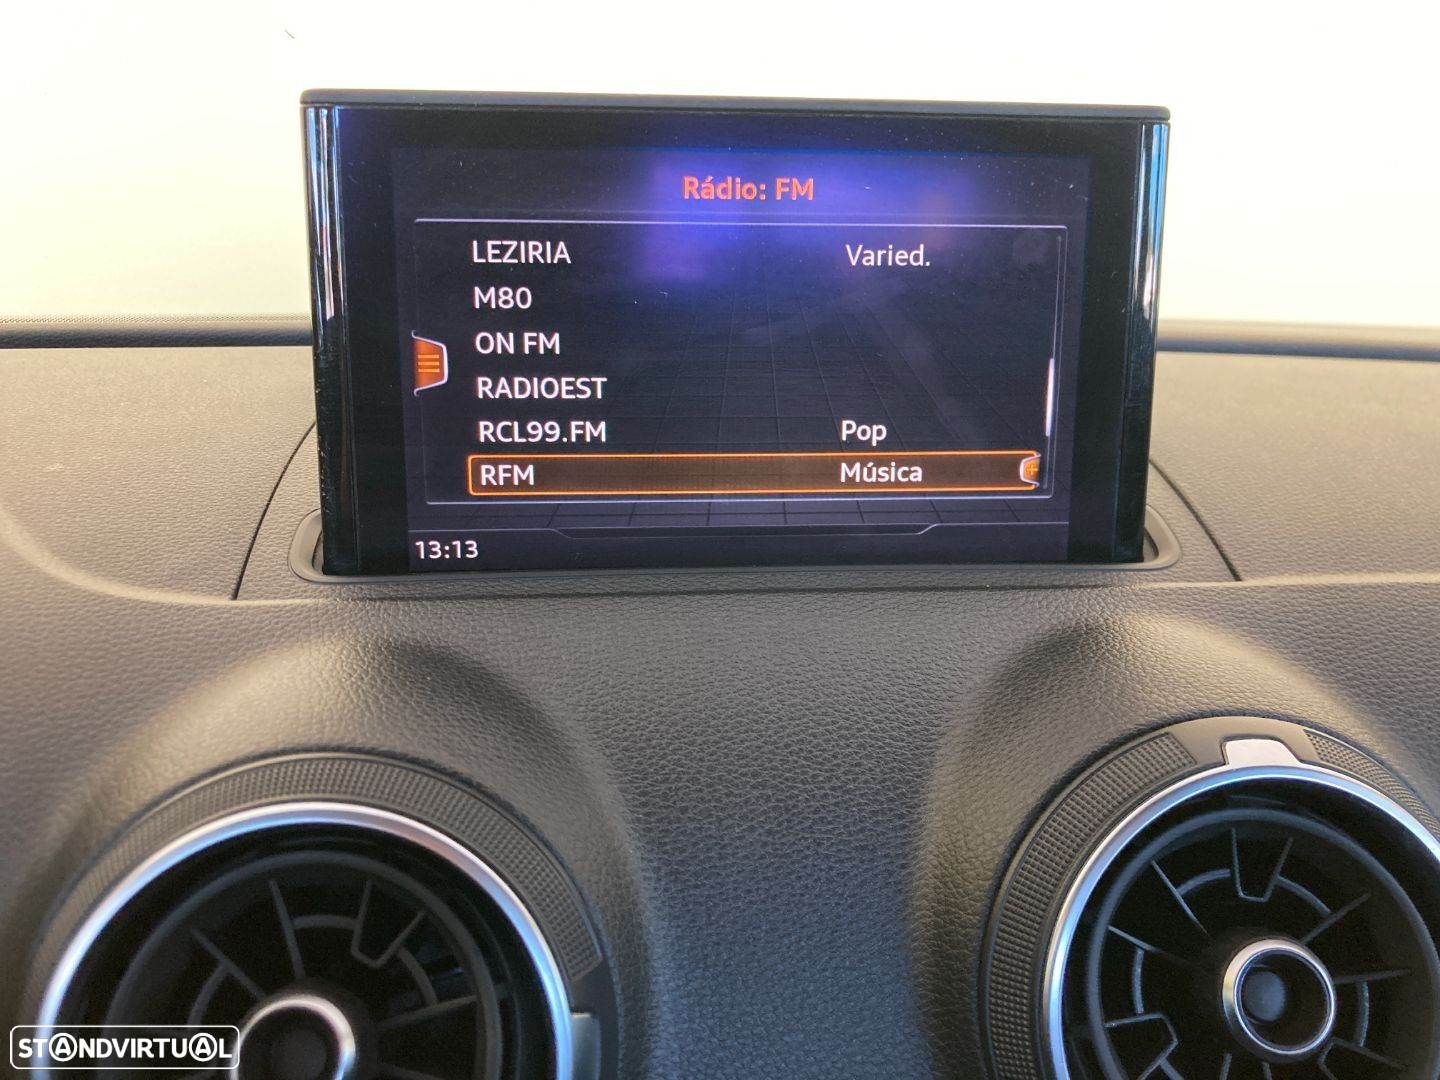 Rádio: FM
LEZIRIA Varied.
M80
ON FM
RADIOEST
RCL99.FM Pop
RFM Música
13:13
STANDVIRTUAL